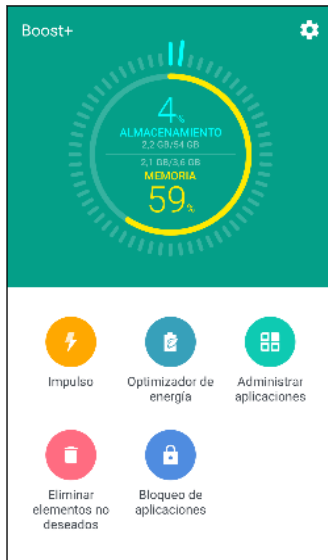 Boost+
4%
ALMACENAMIENTO
2,2 GB/54 GB
2,1 GB/3,6 GB
MEMORIA
59%
Impulso
Optimizador de
energía
Administrar
aplicaciones
Eliminar
elementos no
deseados
Bloqueo de
aplicaciones